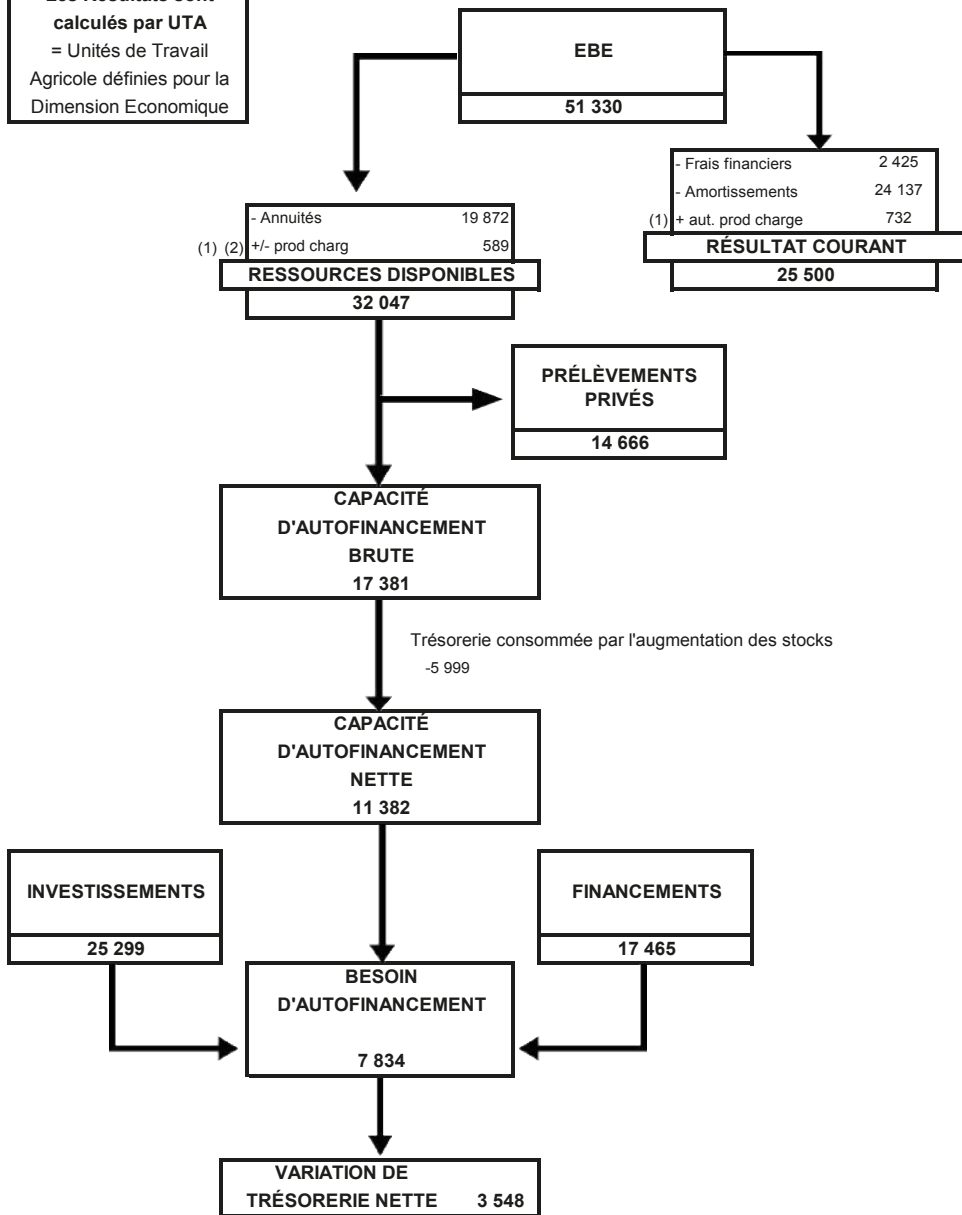 Les Résultats sont
calculés par UTA
= Unités de Travail
Agricole définies pour la
Dimension Economique
EBE
51 330
- Frais financiers 2 425
- Amortissements 24 137
(1) + aut. prod charge 732
RÉSULTAT COURANT
25 500
- Annuités 19 872
(1) (2) +/- prod charg 589
RESSOURCES DISPONIBLES
32 047
PRÉLÈVEMENTS
PRIVÉS
14 666
CAPACITÉ
D'AUTOFINANCEMENT
BRUTE
17 381
Trésorerie consommée par l'augmentation des stocks
-5 999
CAPACITÉ
D'AUTOFINANCEMENT
NETTE
11 382
INVESTISSEMENTS
25 299
FINANCEMENTS
17 465
BESOIN
D'AUTOFINANCEMENT
7 834
VARIATION DE
TRÉSORERIE NETTE 3 548